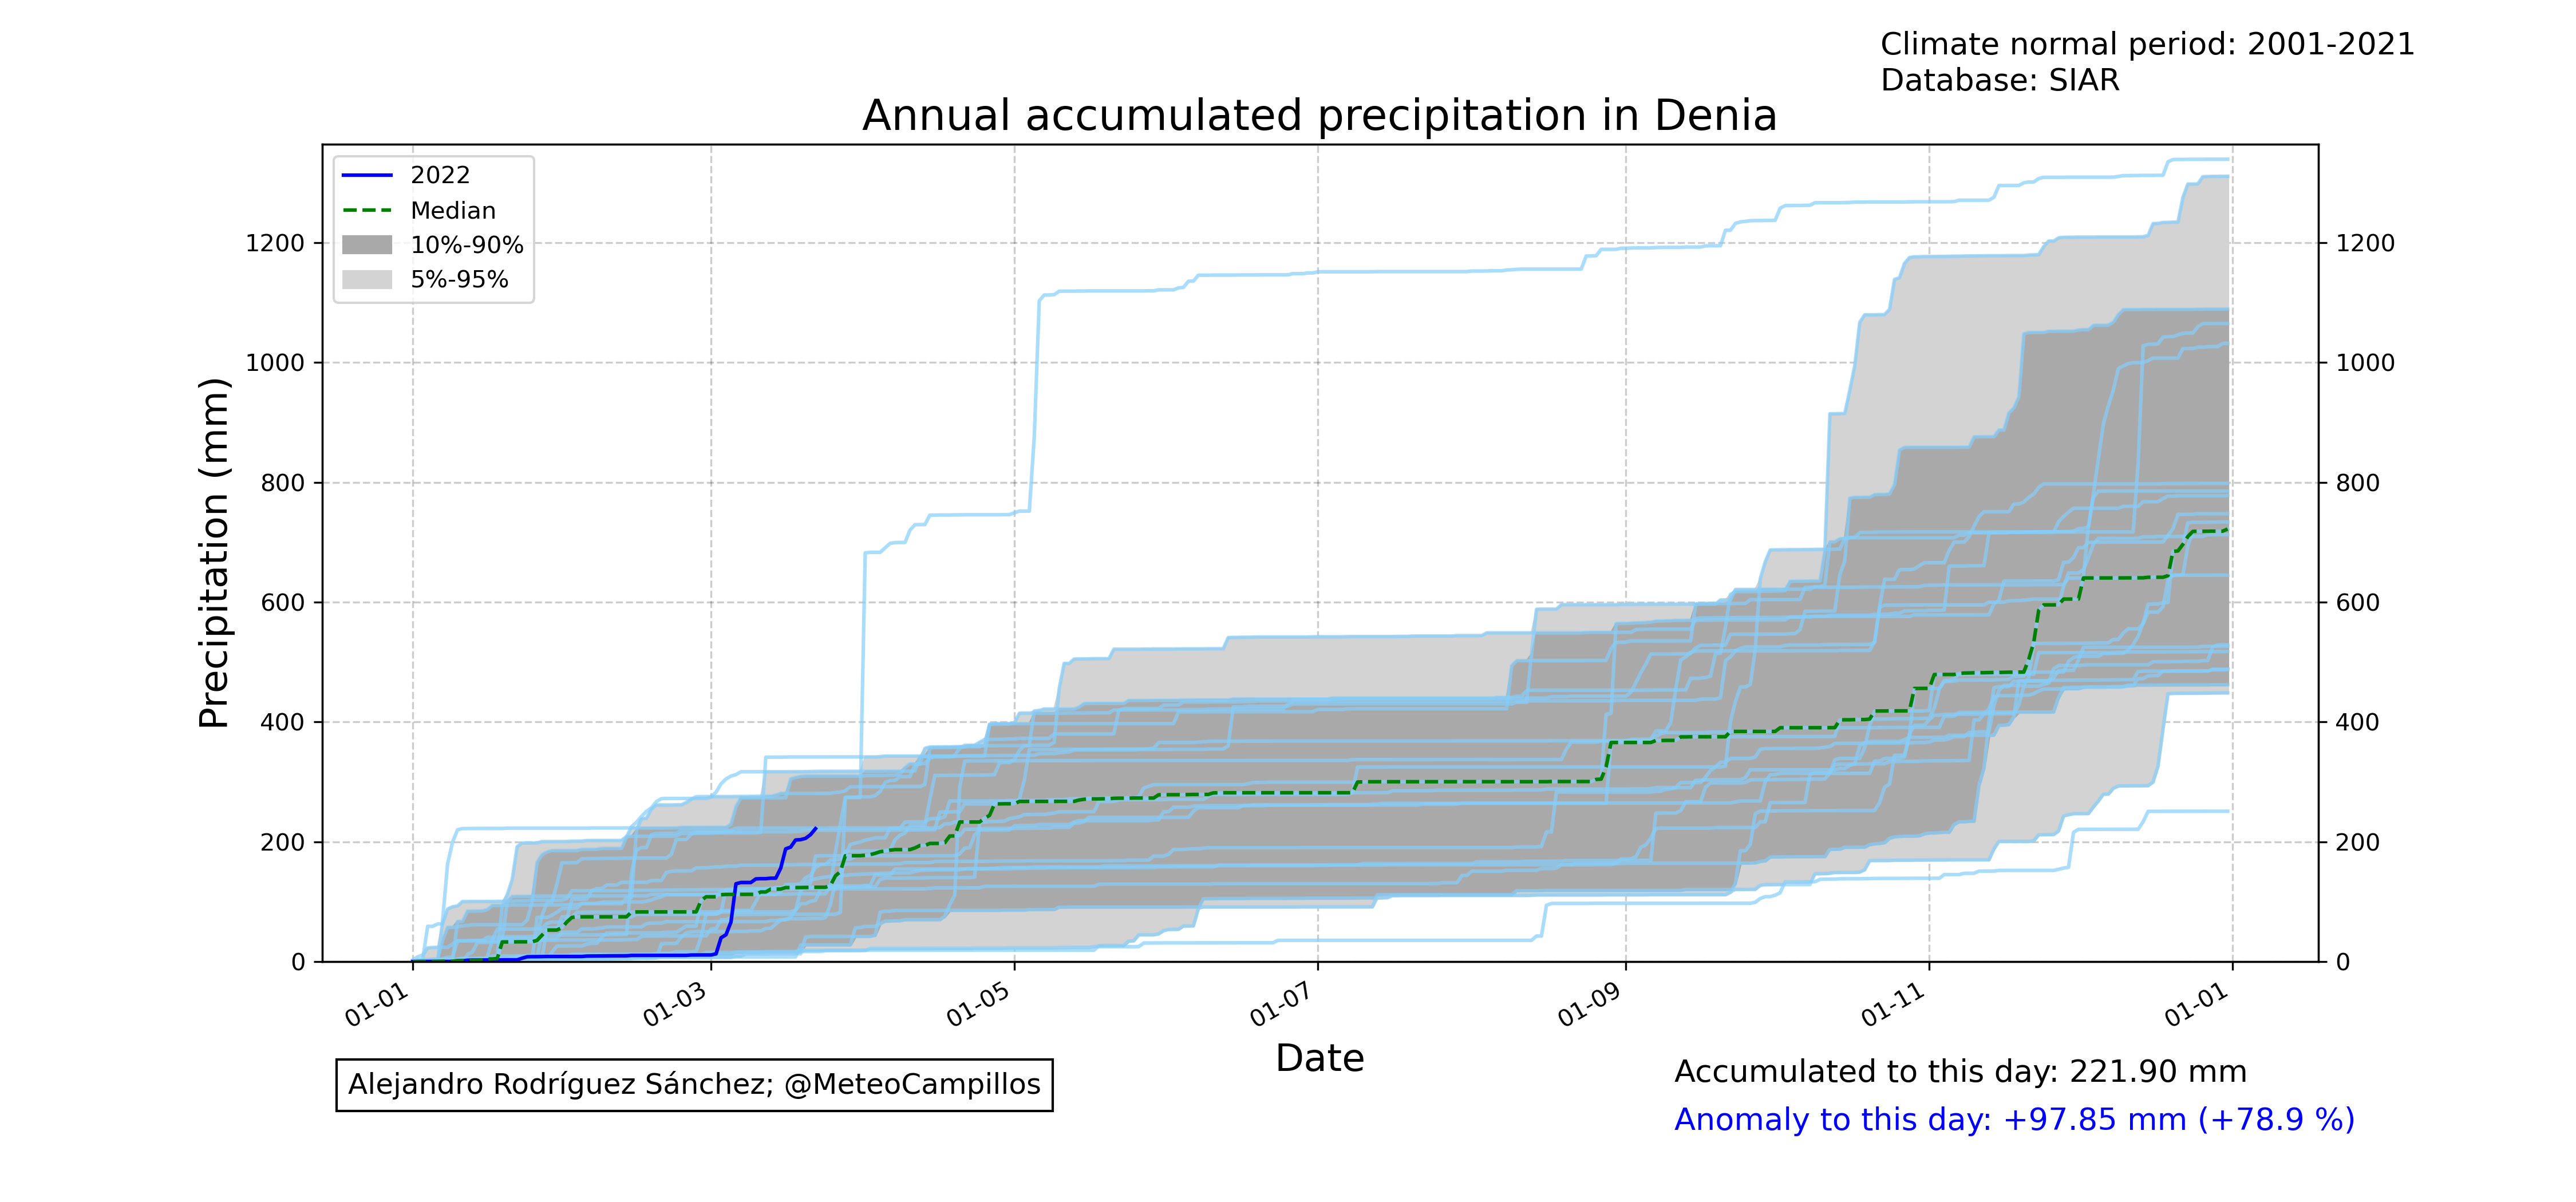 Climate normal period: 2001-2021
Database: SIAR
Annual accumulated precipitation in Denia
2022
Median
10%-90%
5%-95%
Precipitation (mm)
1200 1200
1000 1000
800 800
600 600
400 400
200 200
0 0
01-01 01-03 01-05 01-07 01-09 01-11 01-01
Date
Alejandro Rodríguez Sánchez; @MeteoCampillos
Accumulated to this day: 221.90 mm
Anomaly to this day: +97.85 mm (+78.9 %)